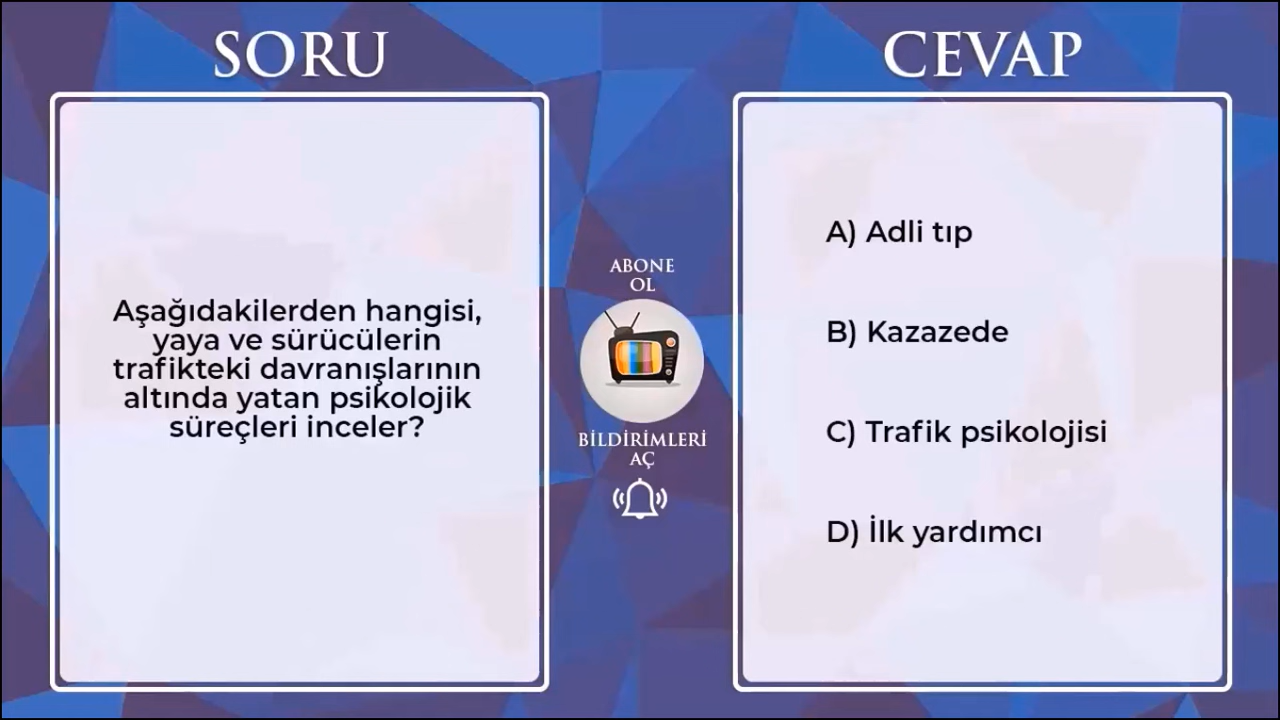 SORU
Aşağıdakilerden hangisi,
yaya ve sürücülerin
trafikteki davranışlarının
altında yatan psikolojik
süreçleri inceler?
ABONE
OL
BİLDİRİMLERİ
AÇ
CEVAP
A) Adli tıp
B) Kazazede
C) Trafik psikolojisi
D) İlk yardımcı